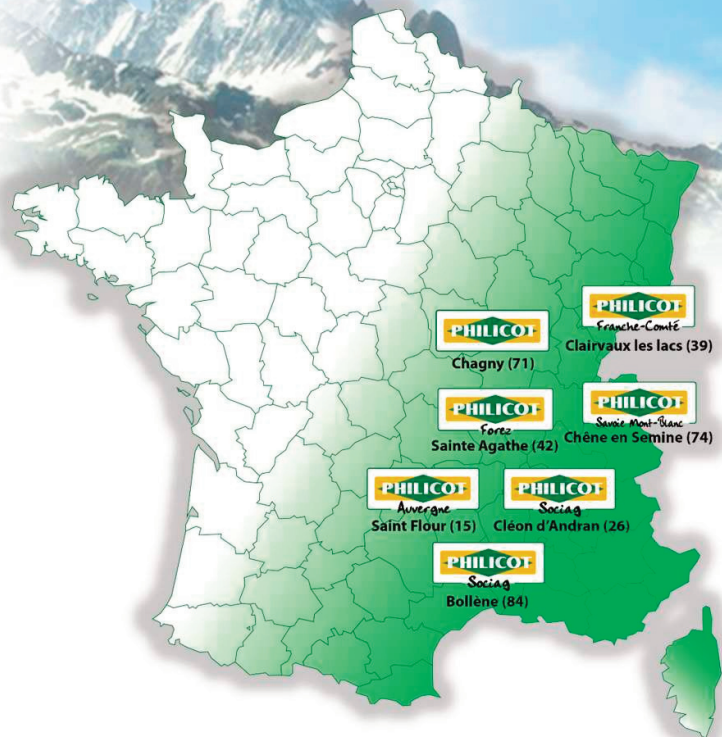 PHILICOT
Franche-Comté
Clairvaux les lacs (39)
PHILICOT
Chagny (71)
PHILICOT
Savoie Mont-Blanc
Chêne en Semine (74)
PHILICOT
Forez
Sainte Agathe (42)
PHILICOT
Auvergne
Saint Flour (15)
PHILICOT
Sociag
Cléon d'Andran (26)
PHILICOT
Sociag
Bollène (84)